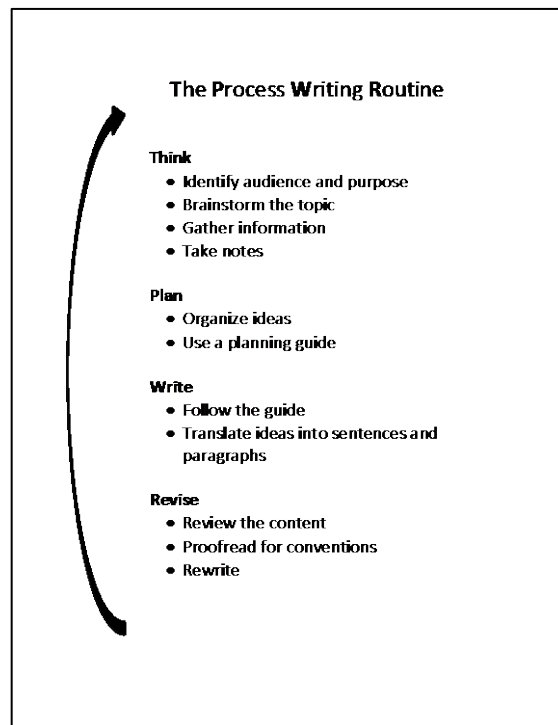 The Process Writing Routine
Think
• Identify audience and purpose
• Brainstorm the topic
• Gather information
• Take notes
Plan
• Organize ideas
• Use a planning guide
Write
• Follow the guide
• Translate ideas into sentences and
paragraphs
Revise
• Review the content
• Proofread for conventions
• Rewrite